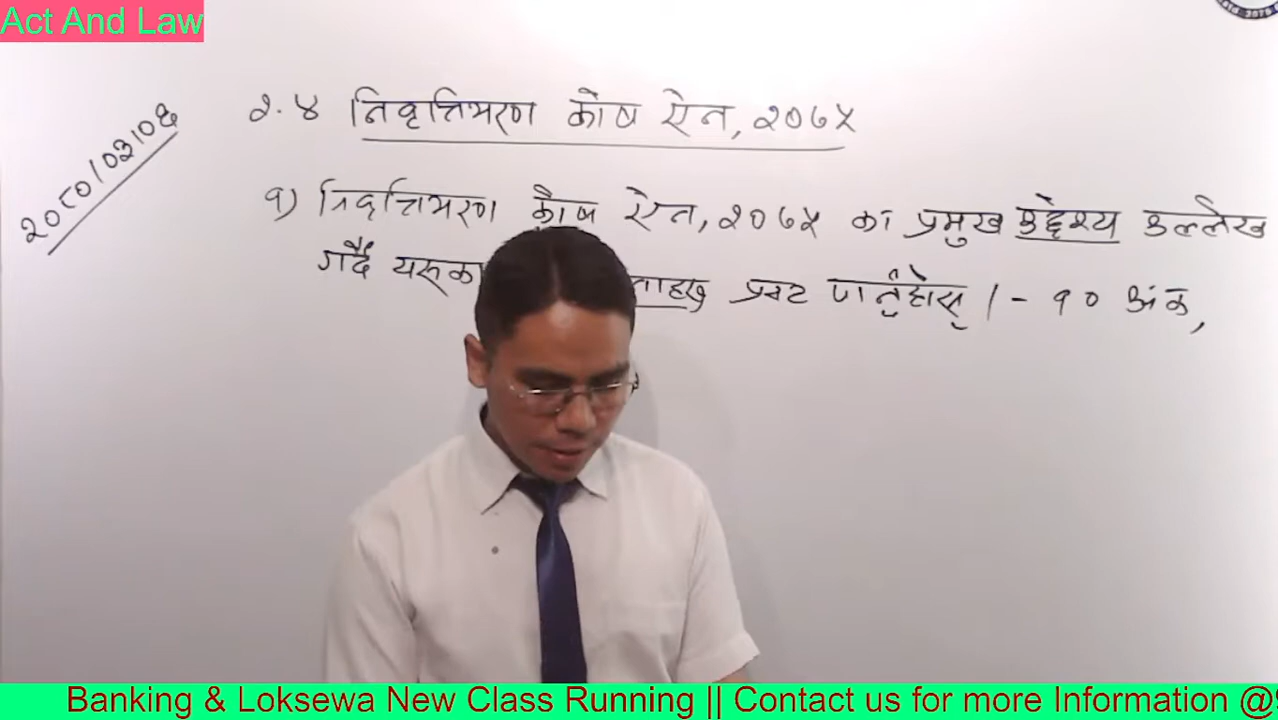 Act And Law
२०८०/०३/०६
२.४ निवृत्तिभरण कोष ऐन, २०७५
१) निवृत्तिभरण कोष ऐन, २०७५ का प्रमुख उद्देश्य उल्लेख
गर्दै यसका प्रस्ट पार्नुहोस् । - १० अंक,
Banking & Loksewa New Class Running || Contact us for more Information @